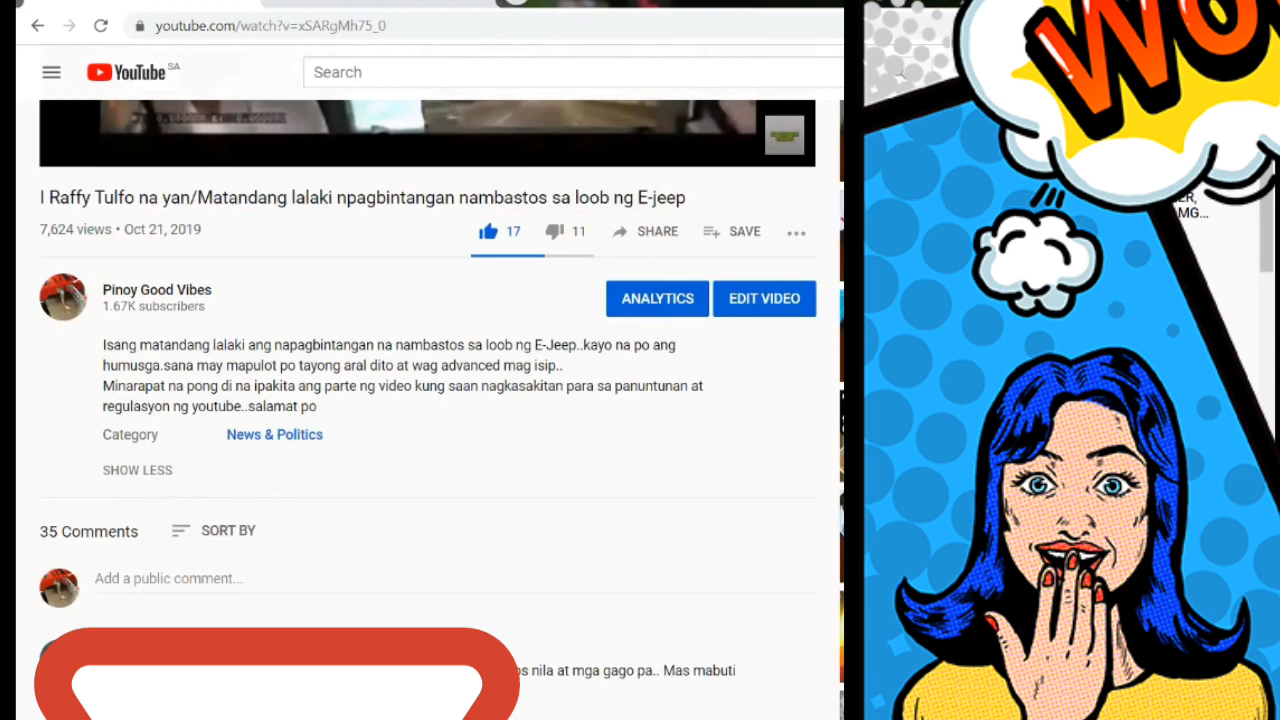 youtube.com/watch?v=xSARgMh75_0
YouTube SA
Search
I Raffy Tulfo na yan/Matandang lalaki npagbintangan nambastos sa loob ng E-jeep
7,624 views • Oct 21, 2019
17
11
SHARE
SAVE
Pinoy Good Vibes
1.67K subscribers
ANALYTICS
EDIT VIDEO
Isang matandang lalaki ang napagbintangan na nambastos sa loob ng E-Jeep..kayo na po ang
humusga.sana may mapulot po tayong aral dito at wag advanced mag isip..
Minarapat na pong di na ipakita ang parte ng video kung saan nagkasakitan para sa panuntunan at
regulasyon ng youtube..salamat po
Category
News & Politics
SHOW LESS
35 Comments
SORT BY
Add a public comment...
nila at mga gago pa.. Mas mabuti